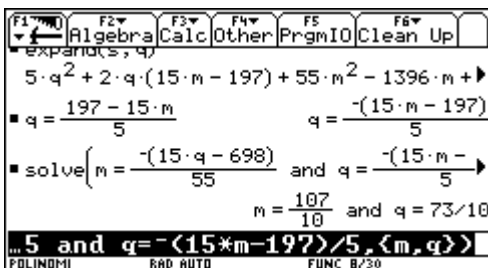 F1 F2 F3 F4 F5 F6
Algebra Calc Other PrgmIO Clean Up
expand(s, q)
5·q² + 2·q·(15·m − 197) + 55·m² − 1396·m +
q = (197 − 15·m)/5 q = ⁻(15·m − 197)/5
solve(m = ⁻(15·q − 698)/55 and q = ⁻(15·m − /5
m = 107/10 and q = 73/10
…5 and q=⁻(15*m−197)/5,{m,q})
POLINOMI RAD AUTO FUNC 8/30